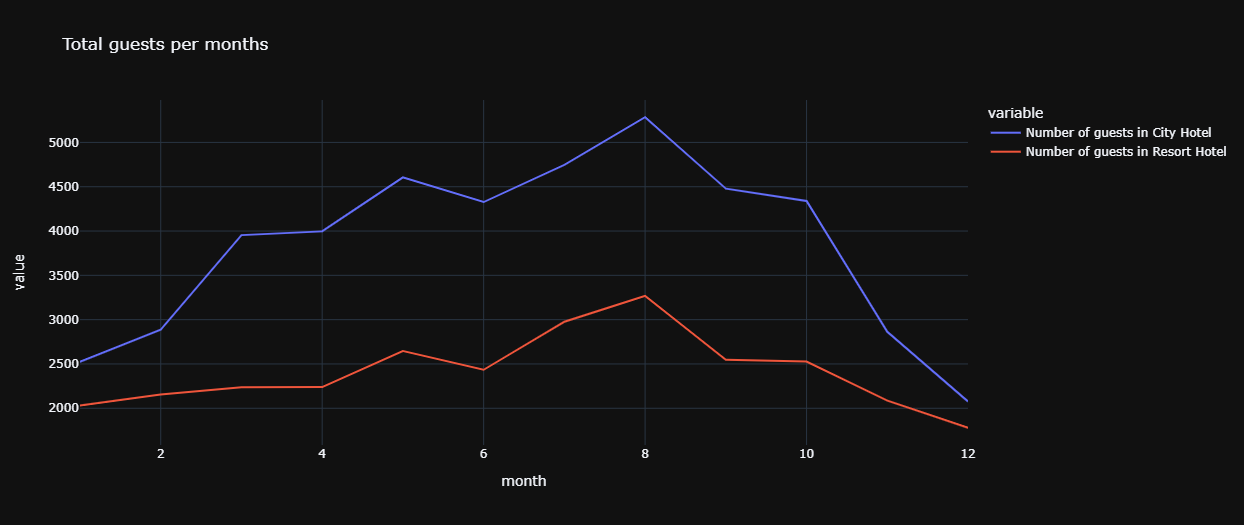 Total guests per months
variable
Number of guests in City Hotel
Number of guests in Resort Hotel
value
5000
4500
4000
3500
3000
2500
2000
2 4 6 8 10 12
month